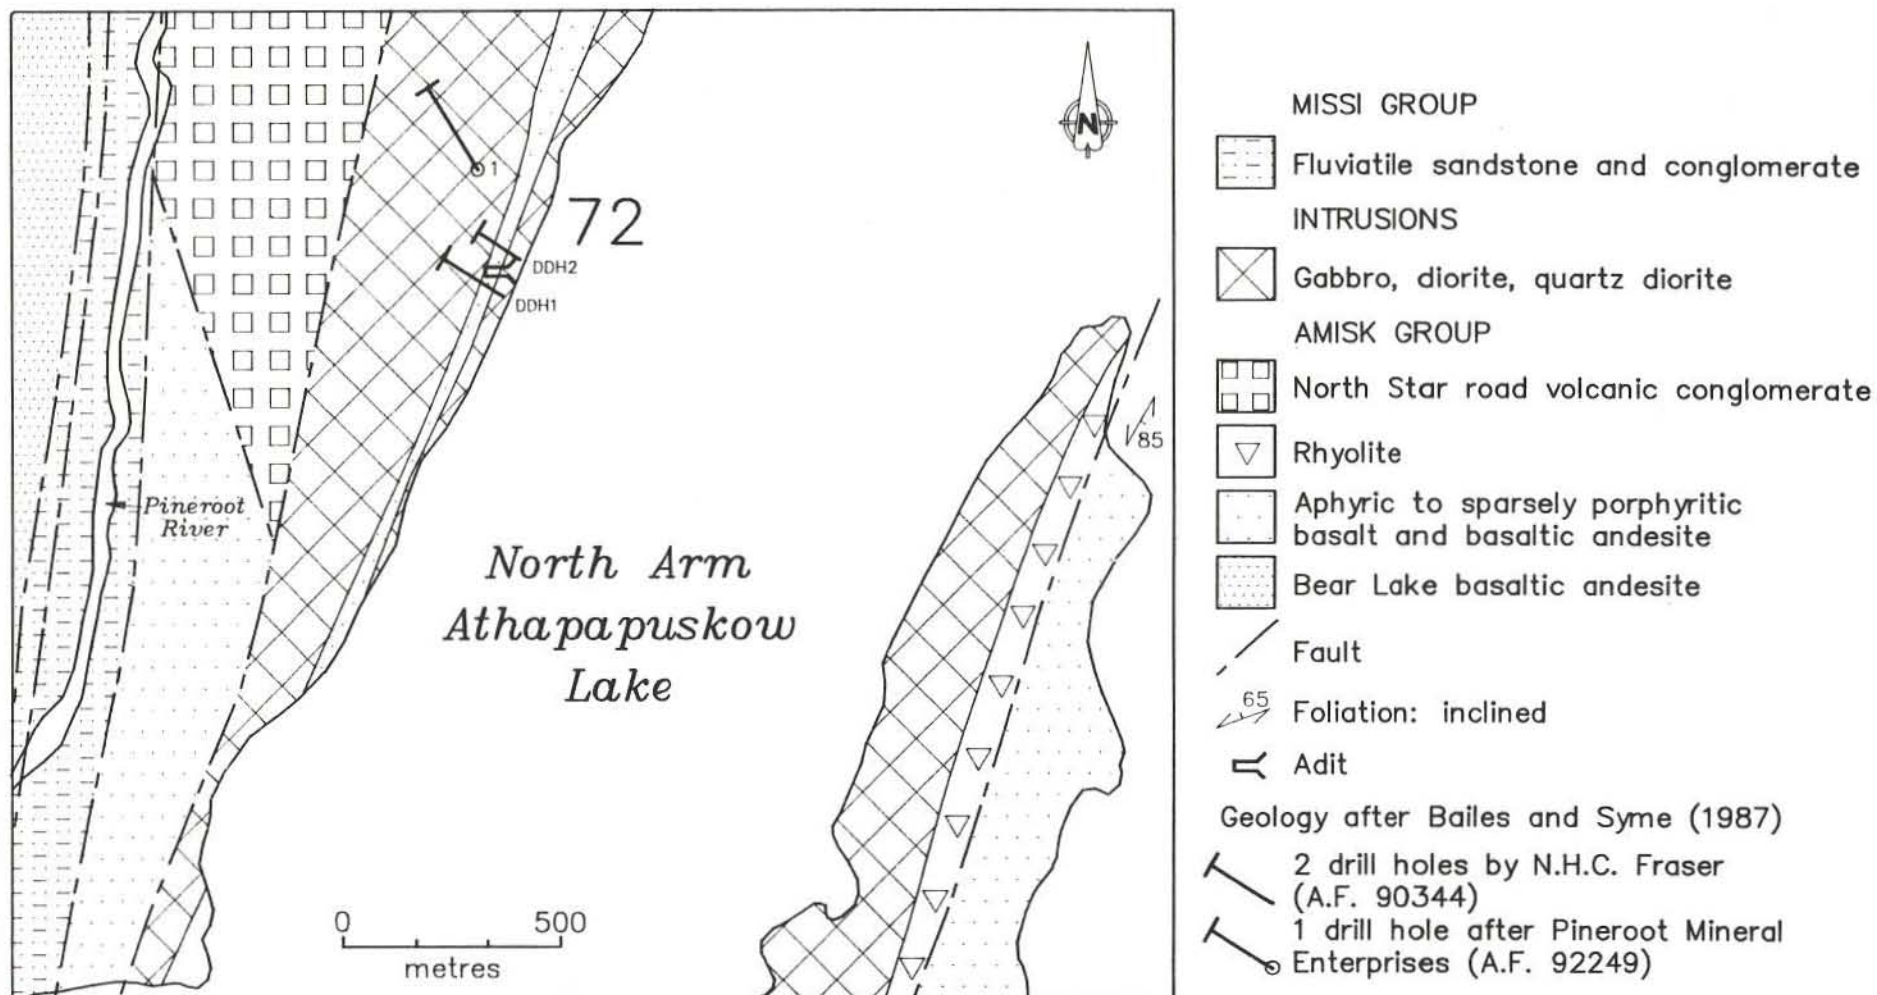 N
1
72
DDH2
DDH1
85
Pineroot
River
North Arm
Athapapuskow
Lake
0 500
metres
MISSI GROUP
Fluviatile sandstone and conglomerate
INTRUSIONS
Gabbro, diorite, quartz diorite
AMISK GROUP
North Star road volcanic conglomerate
Rhyolite
Aphyric to sparsely porphyritic
basalt and basaltic andesite
Bear Lake basaltic andesite
Fault
65
Foliation: inclined
Adit
Geology after Bailes and Syme (1987)
2 drill holes by N.H.C. Fraser
(A.F. 90344)
1 drill hole after Pineroot Mineral
Enterprises (A.F. 92249)